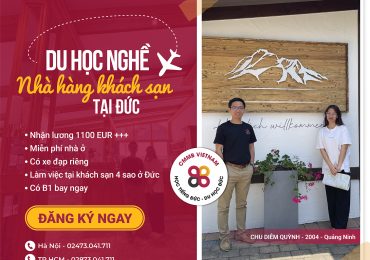 DU HỌC NGHỀ
Nhà hàng khách sạn
TẠI ĐỨC
• Nhận lương 1100 EUR +++
• Miễn phí nhà ở
• Có xe đạp riêng
• Làm việc tại khách sạn 4 sao ở Đức
• Có B1 bay ngay
ĐĂNG KÝ NGAY
Hà Nội - 02473.041.711
TP.HCM - 02873.041.711
CMMB VIETNAM
HỌC TIẾNG ĐỨC - DU HỌC ĐỨC
willkommen
CHU DIỄM QUỲNH - 2004 - Quảng Ninh